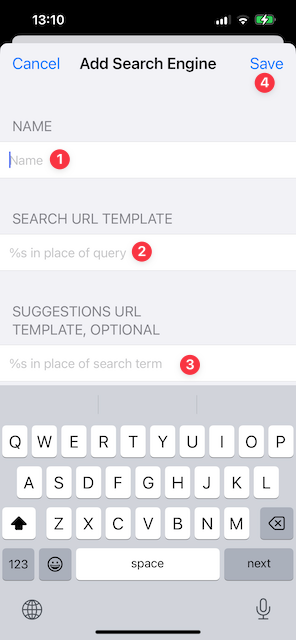 13:10
Cancel Add Search Engine Save
4
NAME
Name 1
SEARCH URL TEMPLATE
%s in place of query 2
SUGGESTIONS URL
TEMPLATE, OPTIONAL
%s in place of search term 3
Q W E R T Y U I O P
A S D F G H J K L
Z X C V B N M
123 space next